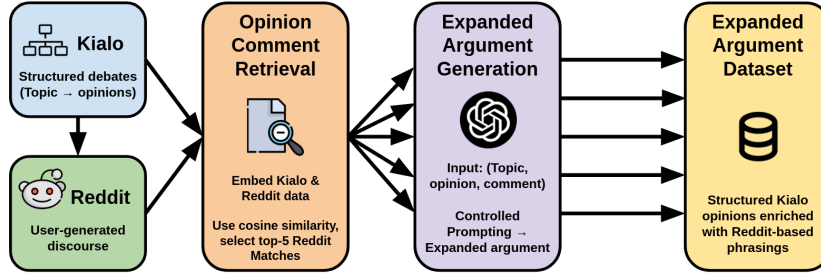 Kialo
Structured debates
(Topic → opinions)
Reddit
User-generated
discourse
Opinion
Comment
Retrieval
Embed Kialo &
Reddit data
Use cosine similarity,
select top-5 Reddit
Matches
Expanded
Argument
Generation
Input: (Topic,
opinion, comment)
Controlled
Prompting →
Expanded argument
Expanded
Argument
Dataset
Structured Kialo
opinions enriched
with Reddit-based
phrasings